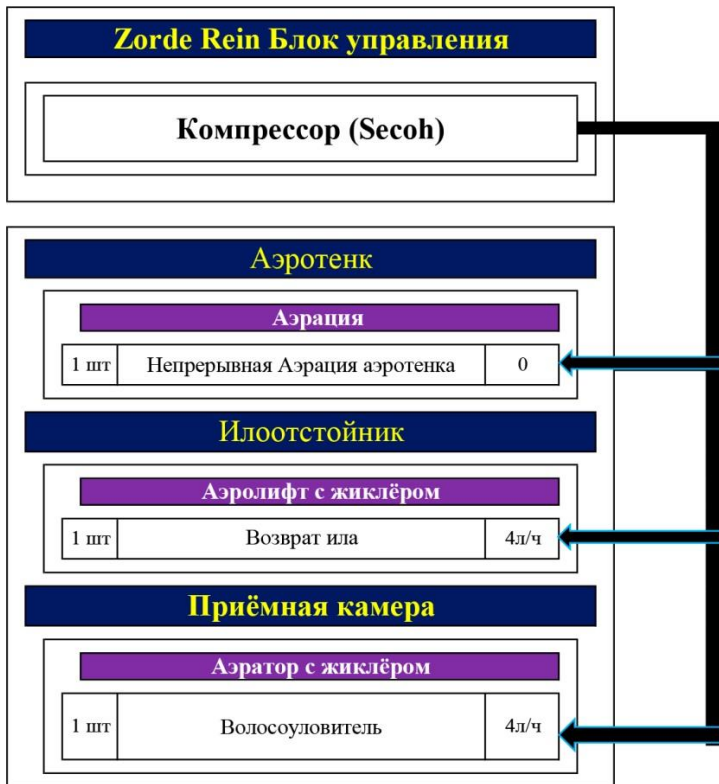 Zorde Rein Блок управления
Компрессор (Secoh)
Аэротенк
Аэрация
1 шт Непрерывная Аэрация аэротенка 0
Илоотстойник
Аэролифт с жиклёром
1 шт Возврат ила 4л/ч
Приёмная камера
Аэратор с жиклёром
1 шт Волосоуловитель 4л/ч